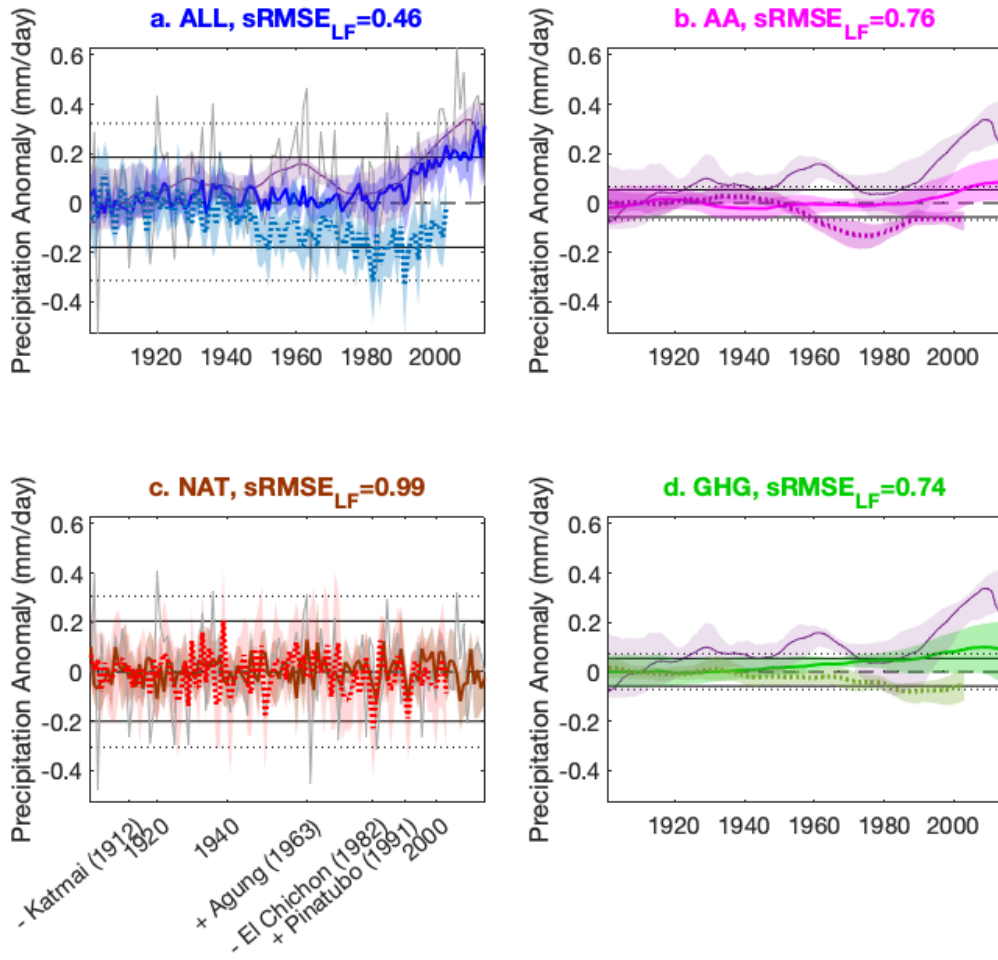 a. ALL, sRMSE_LF=0.46
Precipitation Anomaly (mm/day)
0.6
0.4
0.2
0
-0.2
-0.4
1920 1940 1960 1980 2000
b. AA, sRMSE_LF=0.76
Precipitation Anomaly (mm/day)
0.6
0.4
0.2
0
-0.2
-0.4
1920 1940 1960 1980 2000
c. NAT, sRMSE_LF=0.99
Precipitation Anomaly (mm/day)
0.6
0.4
0.2
0
-0.2
-0.4
- Katmai (1912)
1920
1940
+ Agung (1963)
- El Chichon (1982)
+ Pinatubo (1991)
2000
d. GHG, sRMSE_LF=0.74
Precipitation Anomaly (mm/day)
0.6
0.4
0.2
0
-0.2
-0.4
1920 1940 1960 1980 2000